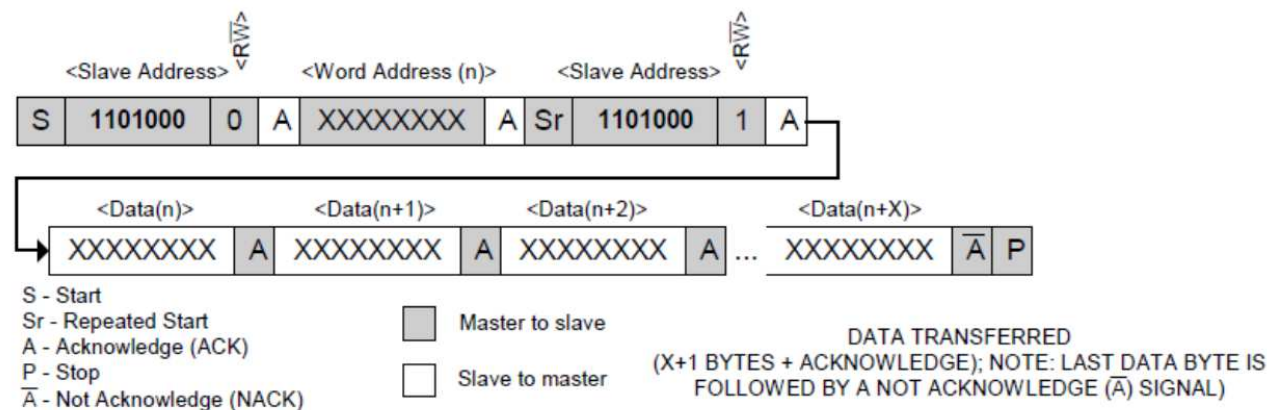 <RW̅> <RW̅>
<Slave Address> <Word Address (n)> <Slave Address>
S 1101000 0 A XXXXXXXX A Sr 1101000 1 A
<Data(n)> <Data(n+1)> <Data(n+2)> <Data(n+X)>
XXXXXXXX A XXXXXXXX A XXXXXXXX A ... XXXXXXXX A̅ P
S - Start
Sr - Repeated Start
A - Acknowledge (ACK)
P - Stop
A̅ - Not Acknowledge (NACK)
Master to slave
Slave to master
DATA TRANSFERRED
(X+1 BYTES + ACKNOWLEDGE); NOTE: LAST DATA BYTE IS
FOLLOWED BY A NOT ACKNOWLEDGE (A̅) SIGNAL)